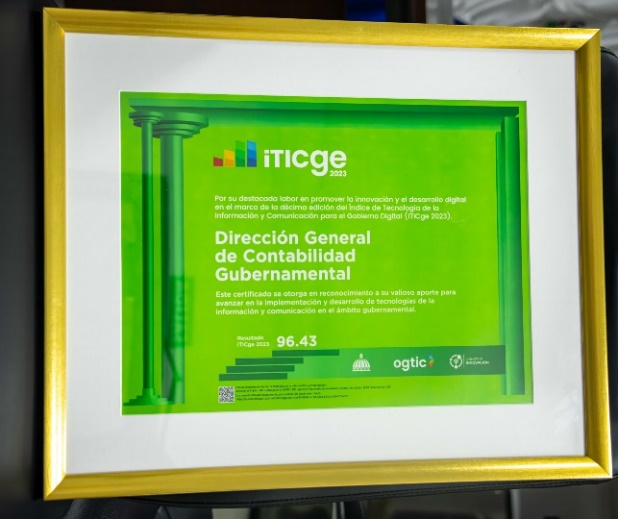 iTICge
2023
Por su destacada labor en promover la innovación y el desarrollo digital
en el marco de la décima edición del Índice de Tecnología de la
Información y Comunicación para el Gobierno Digital (iTICge 2023).
Dirección General
de Contabilidad
Gubernamental
Este certificado se otorga en reconocimiento a su valioso aporte para
avanzar en la implementación y desarrollo de tecnologías de la
información y comunicación en el ámbito gubernamental.
Resultado
iTICge 2023 96.43
ogtic
INNOVACIÓN